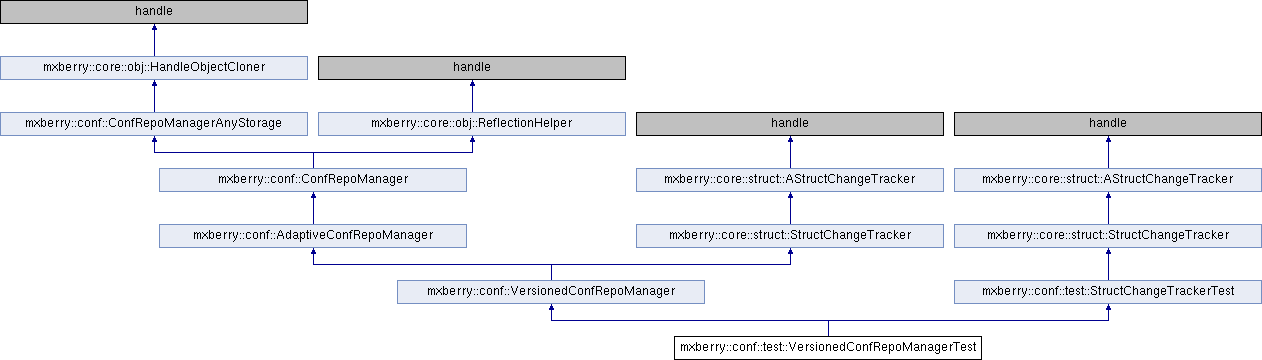 handle
mxberry::core::obj::HandleObjectCloner
handle
mxberry::conf::ConfRepoManagerAnyStorage
mxberry::core::obj::ReflectionHelper
handle
handle
mxberry::conf::ConfRepoManager
mxberry::core::struct::AStructChangeTracker
mxberry::core::struct::AStructChangeTracker
mxberry::conf::AdaptiveConfRepoManager
mxberry::core::struct::StructChangeTracker
mxberry::core::struct::StructChangeTracker
mxberry::conf::VersionedConfRepoManager
mxberry::conf::test::StructChangeTrackerTest
mxberry::conf::test::VersionedConfRepoManagerTest